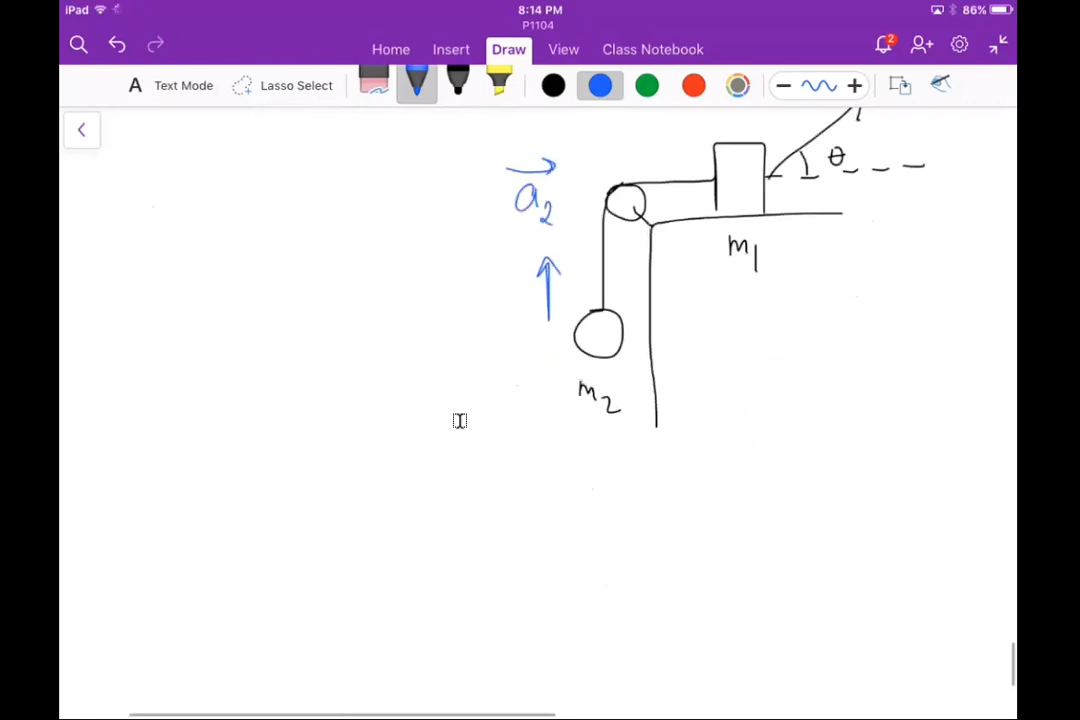 iPad 8:14 PM 86%
P1104
Home Insert Draw View Class Notebook 2
A Text Mode Lasso Select
θ
a2
m1
m2